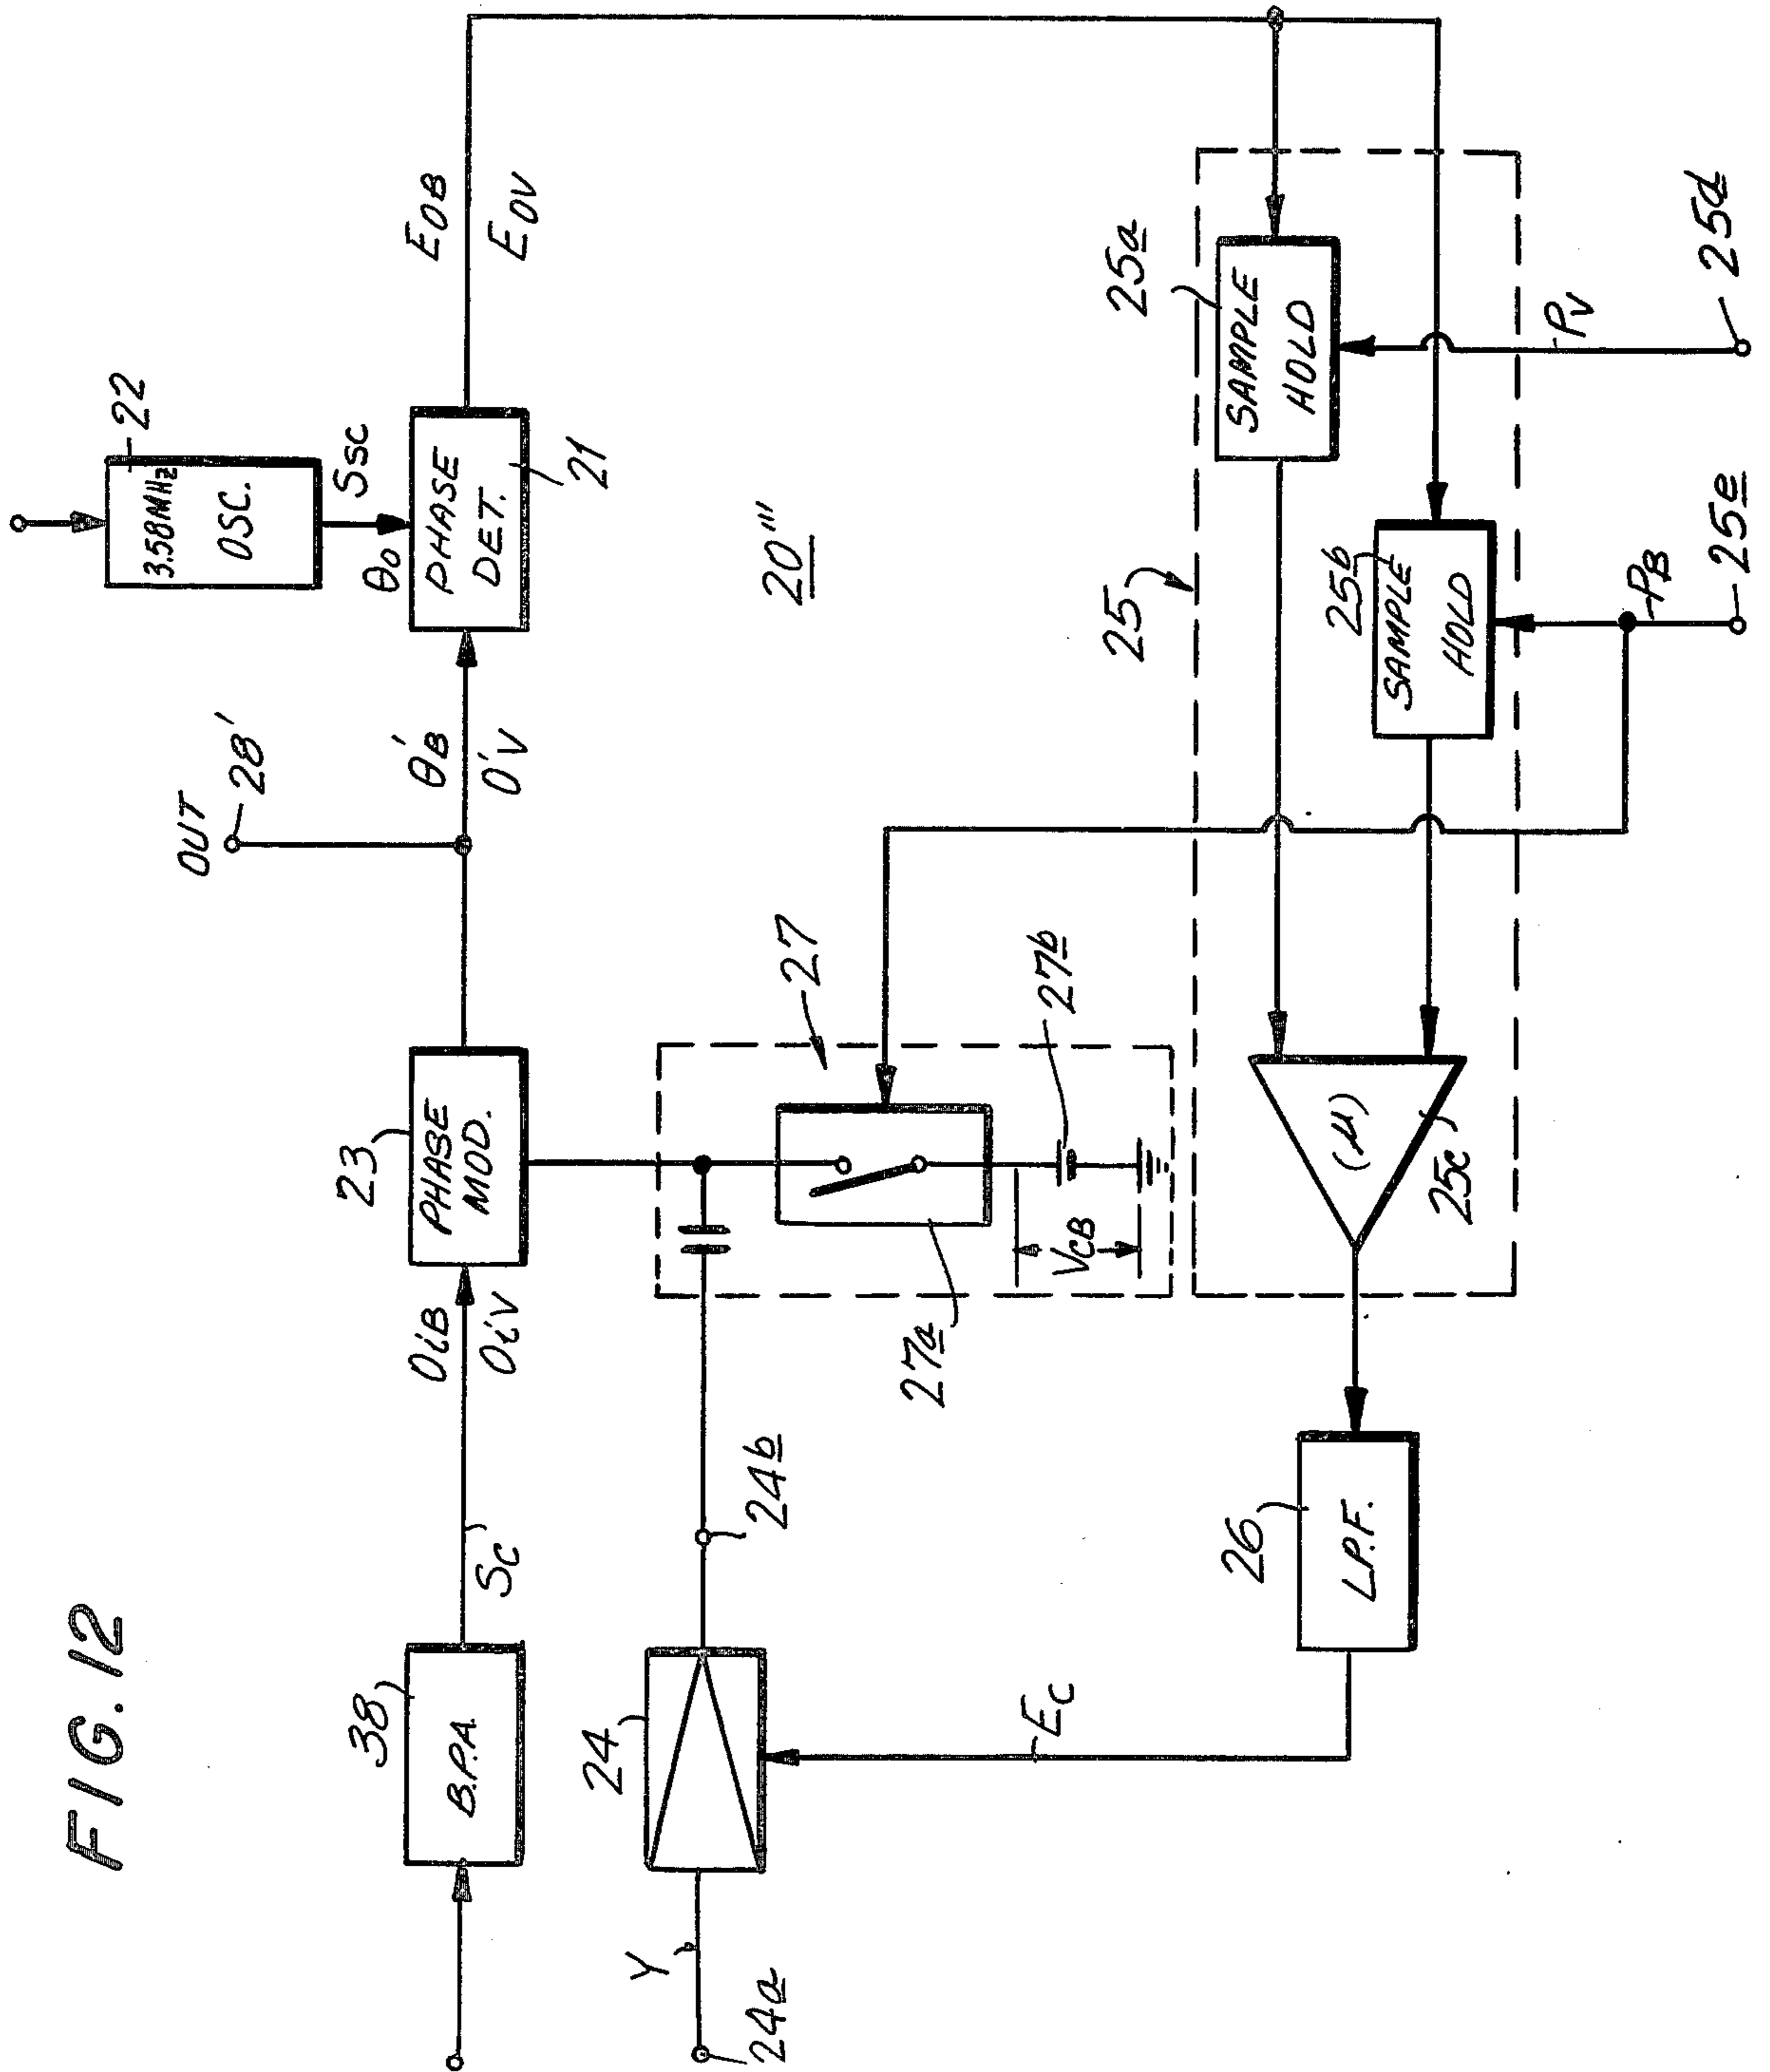 FIG. 12
3.58MHz
OSC.
22
SSC
θo
PHASE
DET.
21
EOB
EOV
OUT
28'
θ'B
θ'V
23
PHASE
MOD.
θiB
θiV
SC
38
B.P.A.
20'''
24
24a
Y
24b
27
27a
27b
VCB
EC
26
L.P.F.
25
25a
SAMPLE
HOLD
25b
SAMPLE
HOLD
(μ)
25c
PV
25d
PB
25e